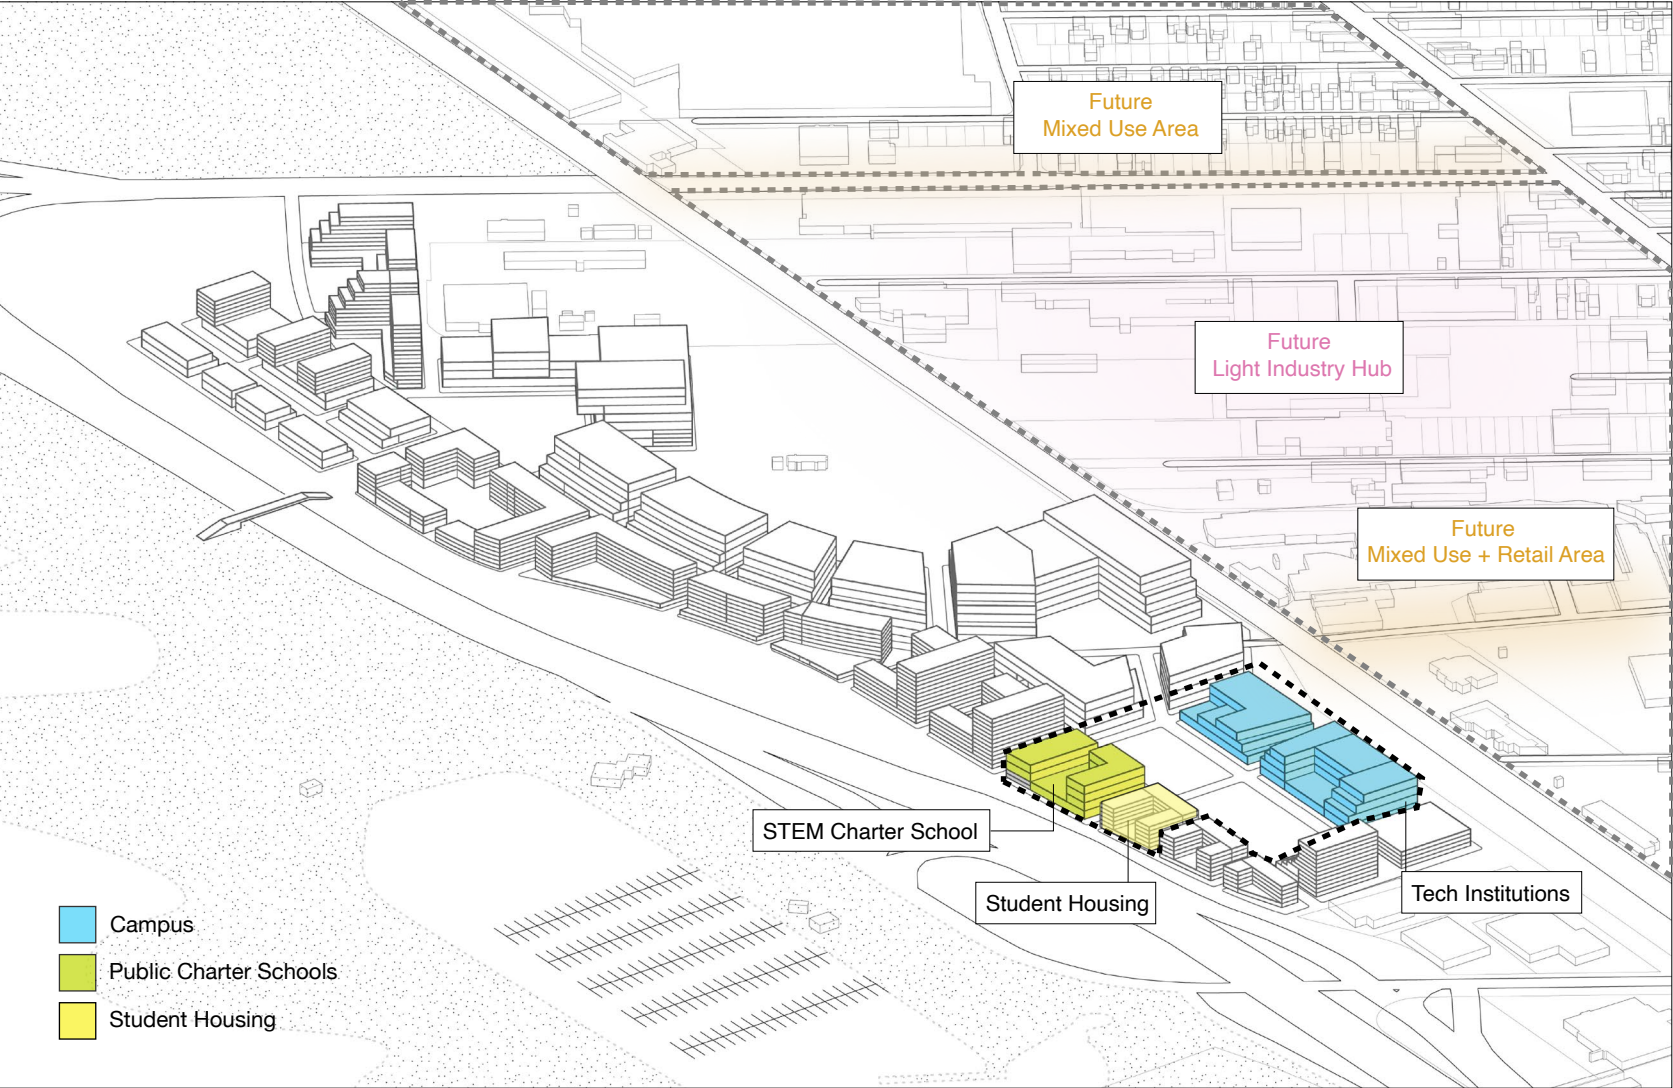 Future
Mixed Use Area
Future
Light Industry Hub
Future
Mixed Use + Retail Area
STEM Charter School
Student Housing
Tech Institutions
Campus
Public Charter Schools
Student Housing